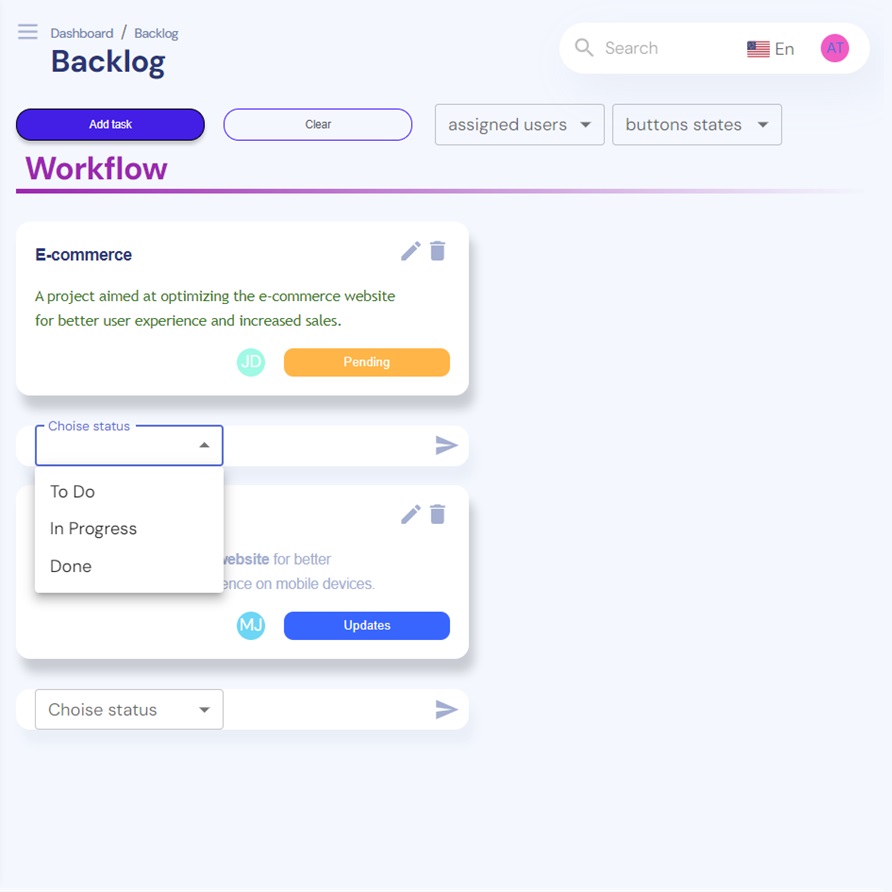 Dashboard / Backlog
Backlog
Search
En
AT
Add task
Clear
assigned users
buttons states
Workflow
E-commerce
A project aimed at optimizing the e-commerce website
for better user experience and increased sales.
JD
Pending
Choise status
To Do
In Progress
Done
website for better
on mobile devices.
MJ
Updates
Choise status